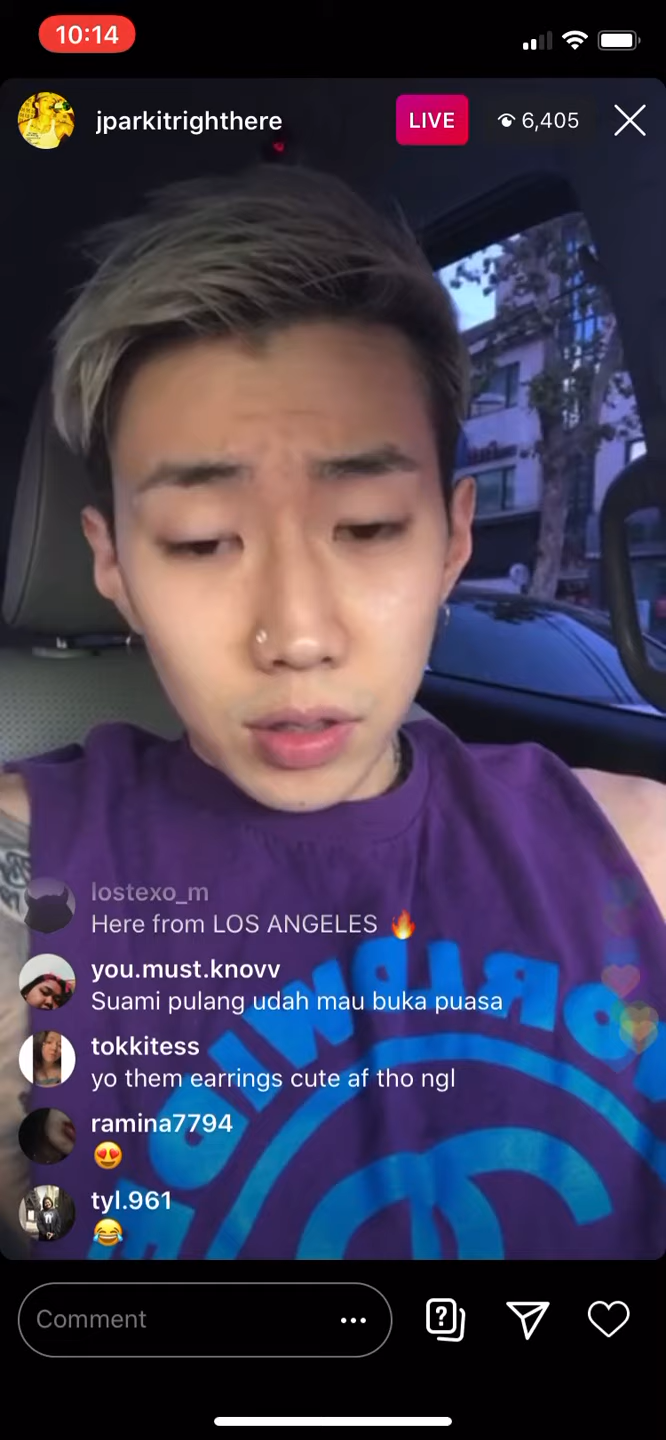 10:14
jparkitrighthere
LIVE
6,405
lostexo_m
Here from LOS ANGELES 🔥
you.must.knovv
Suami pulang udah mau buka puasa
tokkitess
yo them earrings cute af tho ngl
ramina7794
😍
tyl.961
😂
Comment